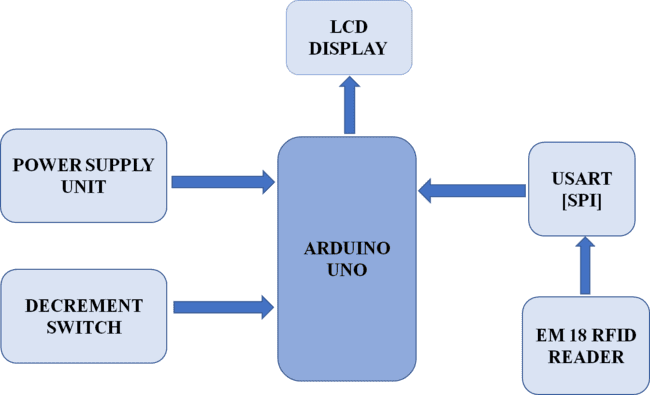 LCD
DISPLAY
POWER SUPPLY
UNIT
USART
[SPI]
ARDUINO
UNO
DECREMENT
SWITCH
EM 18 RFID
READER